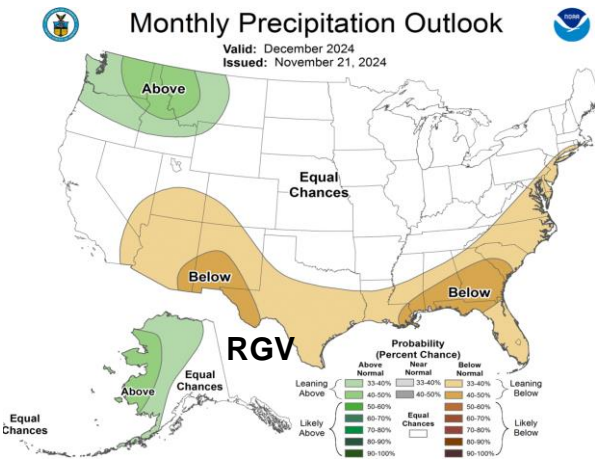 Monthly Precipitation Outlook
Valid: December 2024
Issued: November 21, 2024
NOAA
Above
Equal
Chances
Below
Below
RGV
Above
Equal
Chances
Equal
Chances
Probability
(Percent Chance)
Above
Normal
Near
Normal
Below
Normal
Leaning
Above
33-40%
40-50%
33-40%
40-50%
33-40%
40-50%
Leaning
Below
Likely
Above
50-60%
60-70%
70-80%
80-90%
90-100%
Equal
Chances
50-60%
60-70%
70-80%
80-90%
90-100%
Likely
Below